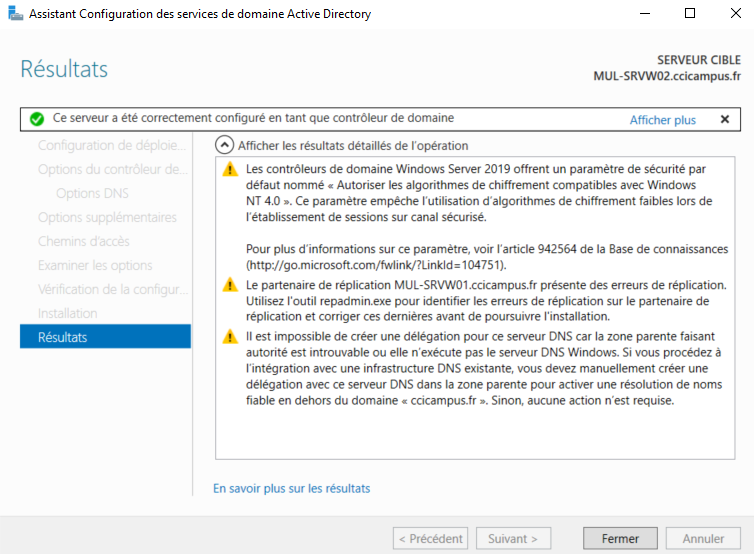 Assistant Configuration des services de domaine Active Directory
Résultats
SERVEUR CIBLE
MUL-SRVW02.ccicampus.fr
Ce serveur a été correctement configuré en tant que contrôleur de domaine
Afficher plus
Configuration de déploie...
Options du contrôleur de...
Options DNS
Options supplémentaires
Chemins d'accès
Examiner les options
Vérification de la configur...
Installation
Résultats
Afficher les résultats détaillés de l'opération
Les contrôleurs de domaine Windows Server 2019 offrent un paramètre de sécurité par
défaut nommé « Autoriser les algorithmes de chiffrement compatibles avec Windows
NT 4.0 ». Ce paramètre empêche l'utilisation d'algorithmes de chiffrement faibles lors de
l'établissement de sessions sur canal sécurisé.
Pour plus d'informations sur ce paramètre, voir l'article 942564 de la Base de connaissances
(http://go.microsoft.com/fwlink/?LinkId=104751).
Le partenaire de réplication MUL-SRVW01.ccicampus.fr présente des erreurs de réplication.
Utilisez l'outil repadmin.exe pour identifier les erreurs de réplication sur le partenaire de
réplication et corriger ces dernières avant de poursuivre l'installation.
Il est impossible de créer une délégation pour ce serveur DNS car la zone parente faisant
autorité est introuvable ou elle n'exécute pas le serveur DNS Windows. Si vous procédez à
l'intégration avec une infrastructure DNS existante, vous devez manuellement créer une
délégation avec ce serveur DNS dans la zone parente pour activer une résolution de noms
fiable en dehors du domaine « ccicampus.fr ». Sinon, aucune action n'est requise.
En savoir plus sur les résultats
< Précédent
Suivant >
Fermer
Annuler